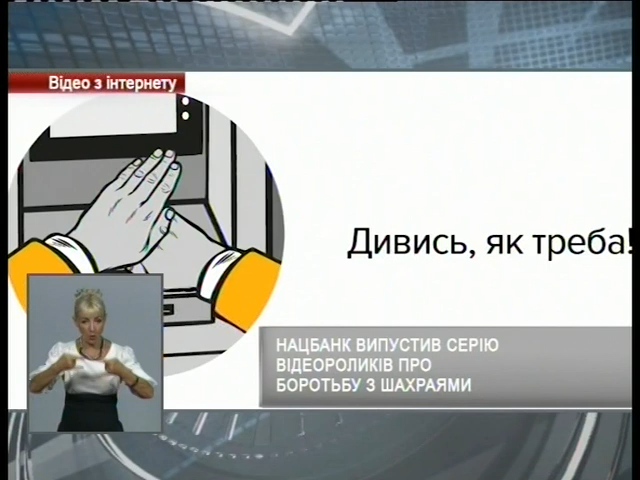 Відео з інтернету
Дивись, як треба!
НАЦБАНК ВИПУСТИВ СЕРІЮ
ВІДЕОРОЛИКІВ ПРО
БОРОТЬБУ З ШАХРАЯМИ